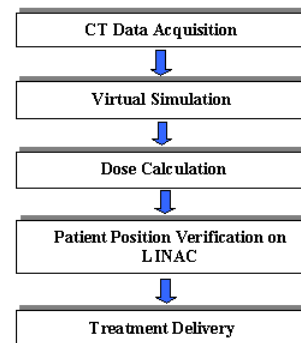 CT Data Acquisition
Virtual Simulation
Dose Calculation
Patient Position Verification on
LINAC
Treatment Delivery